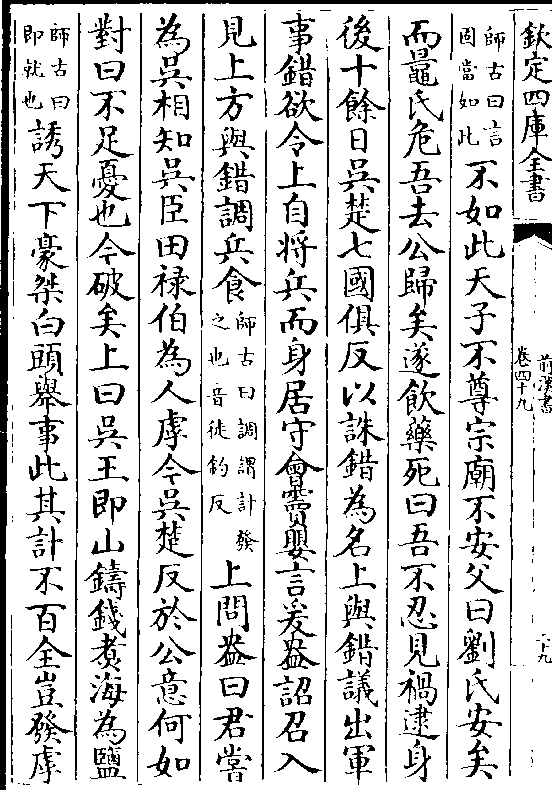 欽定四庫全書
前漢書
卷四十九
二十九
師古曰言
固當如此
不如此天子不尊宗廟不安父曰劉氏安矣
而鼂氏危吾去公歸矣遂飲藥死曰吾不忍見禍逮身
後十餘日吳楚七國俱反以誅錯為名上與錯議出軍
事錯欲令上自將兵而身居守會竇嬰言爰盎詔召入
見上方與錯調兵食
師古曰調謂計發
之也音徒釣反
上問盎曰君嘗
為吳相知吳臣田祿伯為人虖今吳楚反於公意何如
對曰不足憂也今破矣上曰吳王即山鑄錢煑海為鹽
師古曰
即就也
誘天下豪桀白頭舉事此其計不百全豈發虖